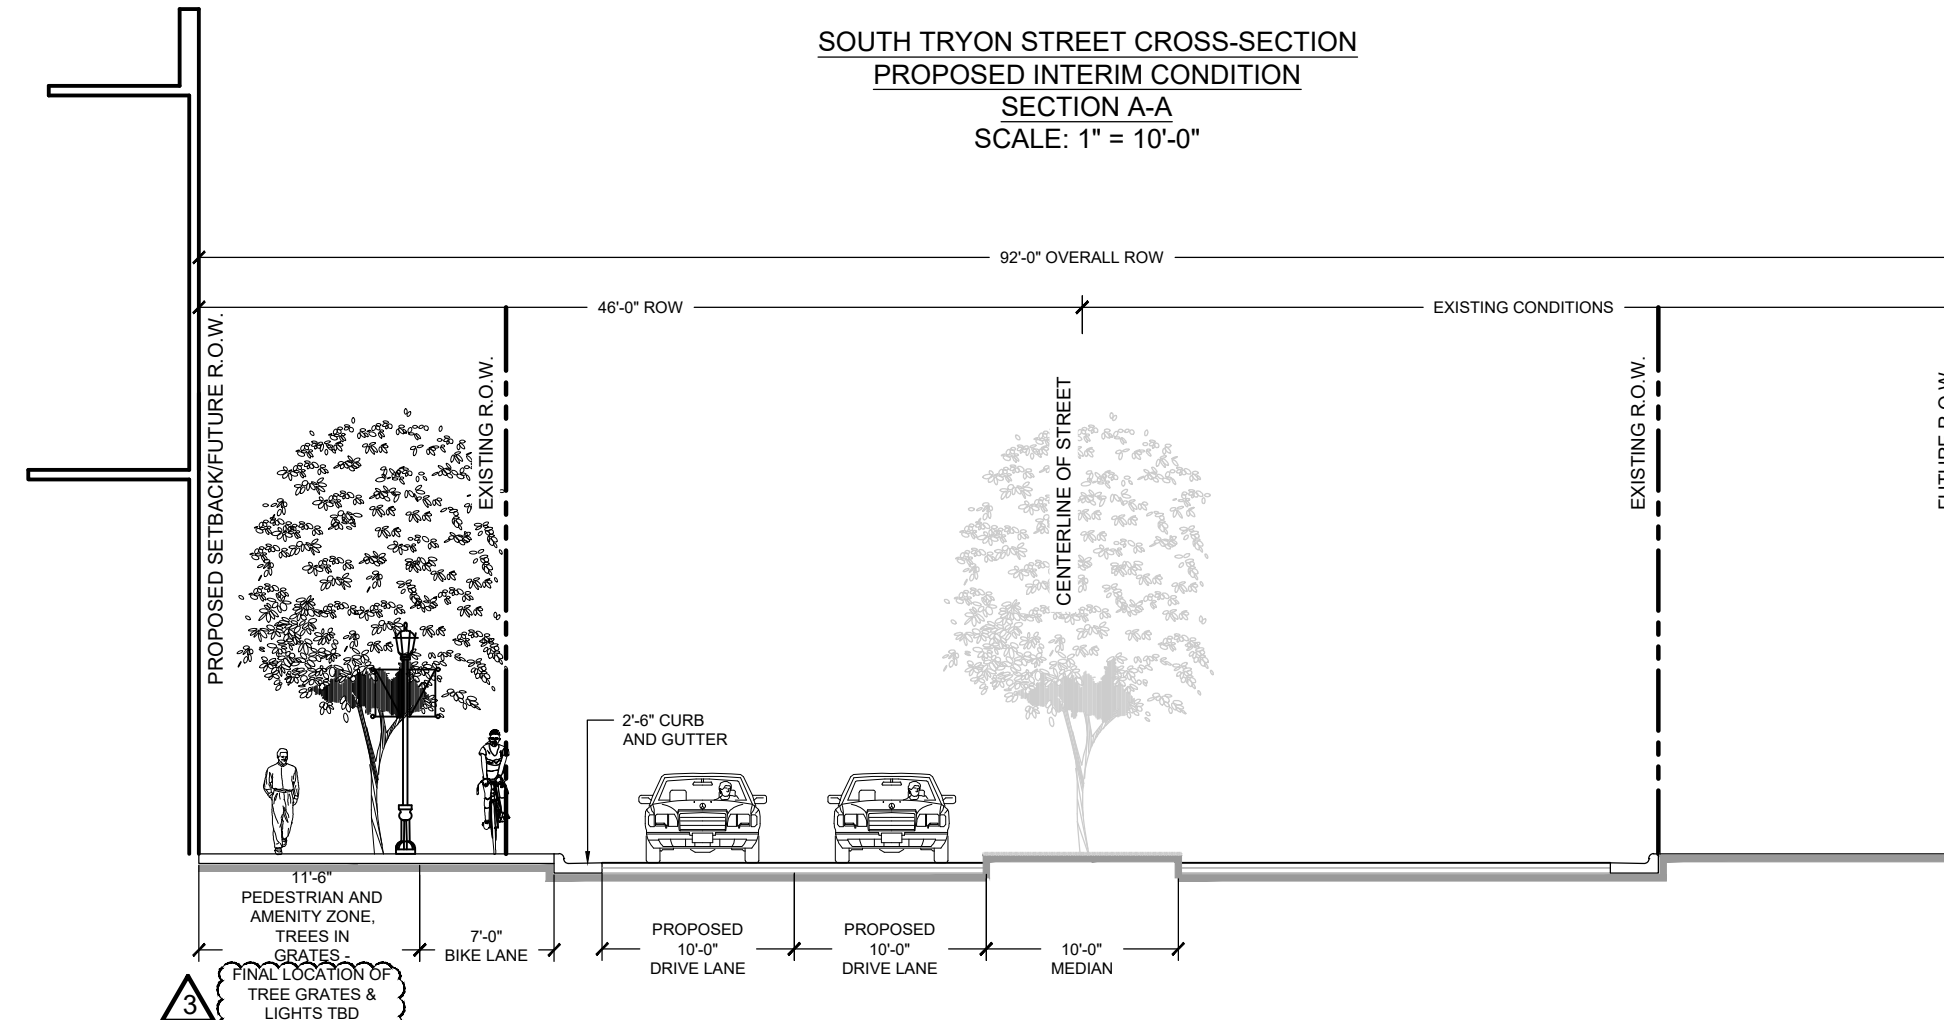 SOUTH TRYON STREET CROSS-SECTION
PROPOSED INTERIM CONDITION
SECTION A-A
SCALE: 1" = 10'-0"
92'-0" OVERALL ROW
46'-0" ROW
EXISTING CONDITIONS
PROPOSED SETBACK/FUTURE R.O.W.
EXISTING R.O.W.
CENTERLINE OF STREET
EXISTING R.O.W.
FUTURE R.O.W.
2'-6" CURB
AND GUTTER
11'-6"
PEDESTRIAN AND
AMENITY ZONE,
TREES IN
GRATES -
FINAL LOCATION OF
TREE GRATES &
LIGHTS TBD
3
7'-0"
BIKE LANE
PROPOSED
10'-0"
DRIVE LANE
PROPOSED
10'-0"
DRIVE LANE
10'-0"
MEDIAN